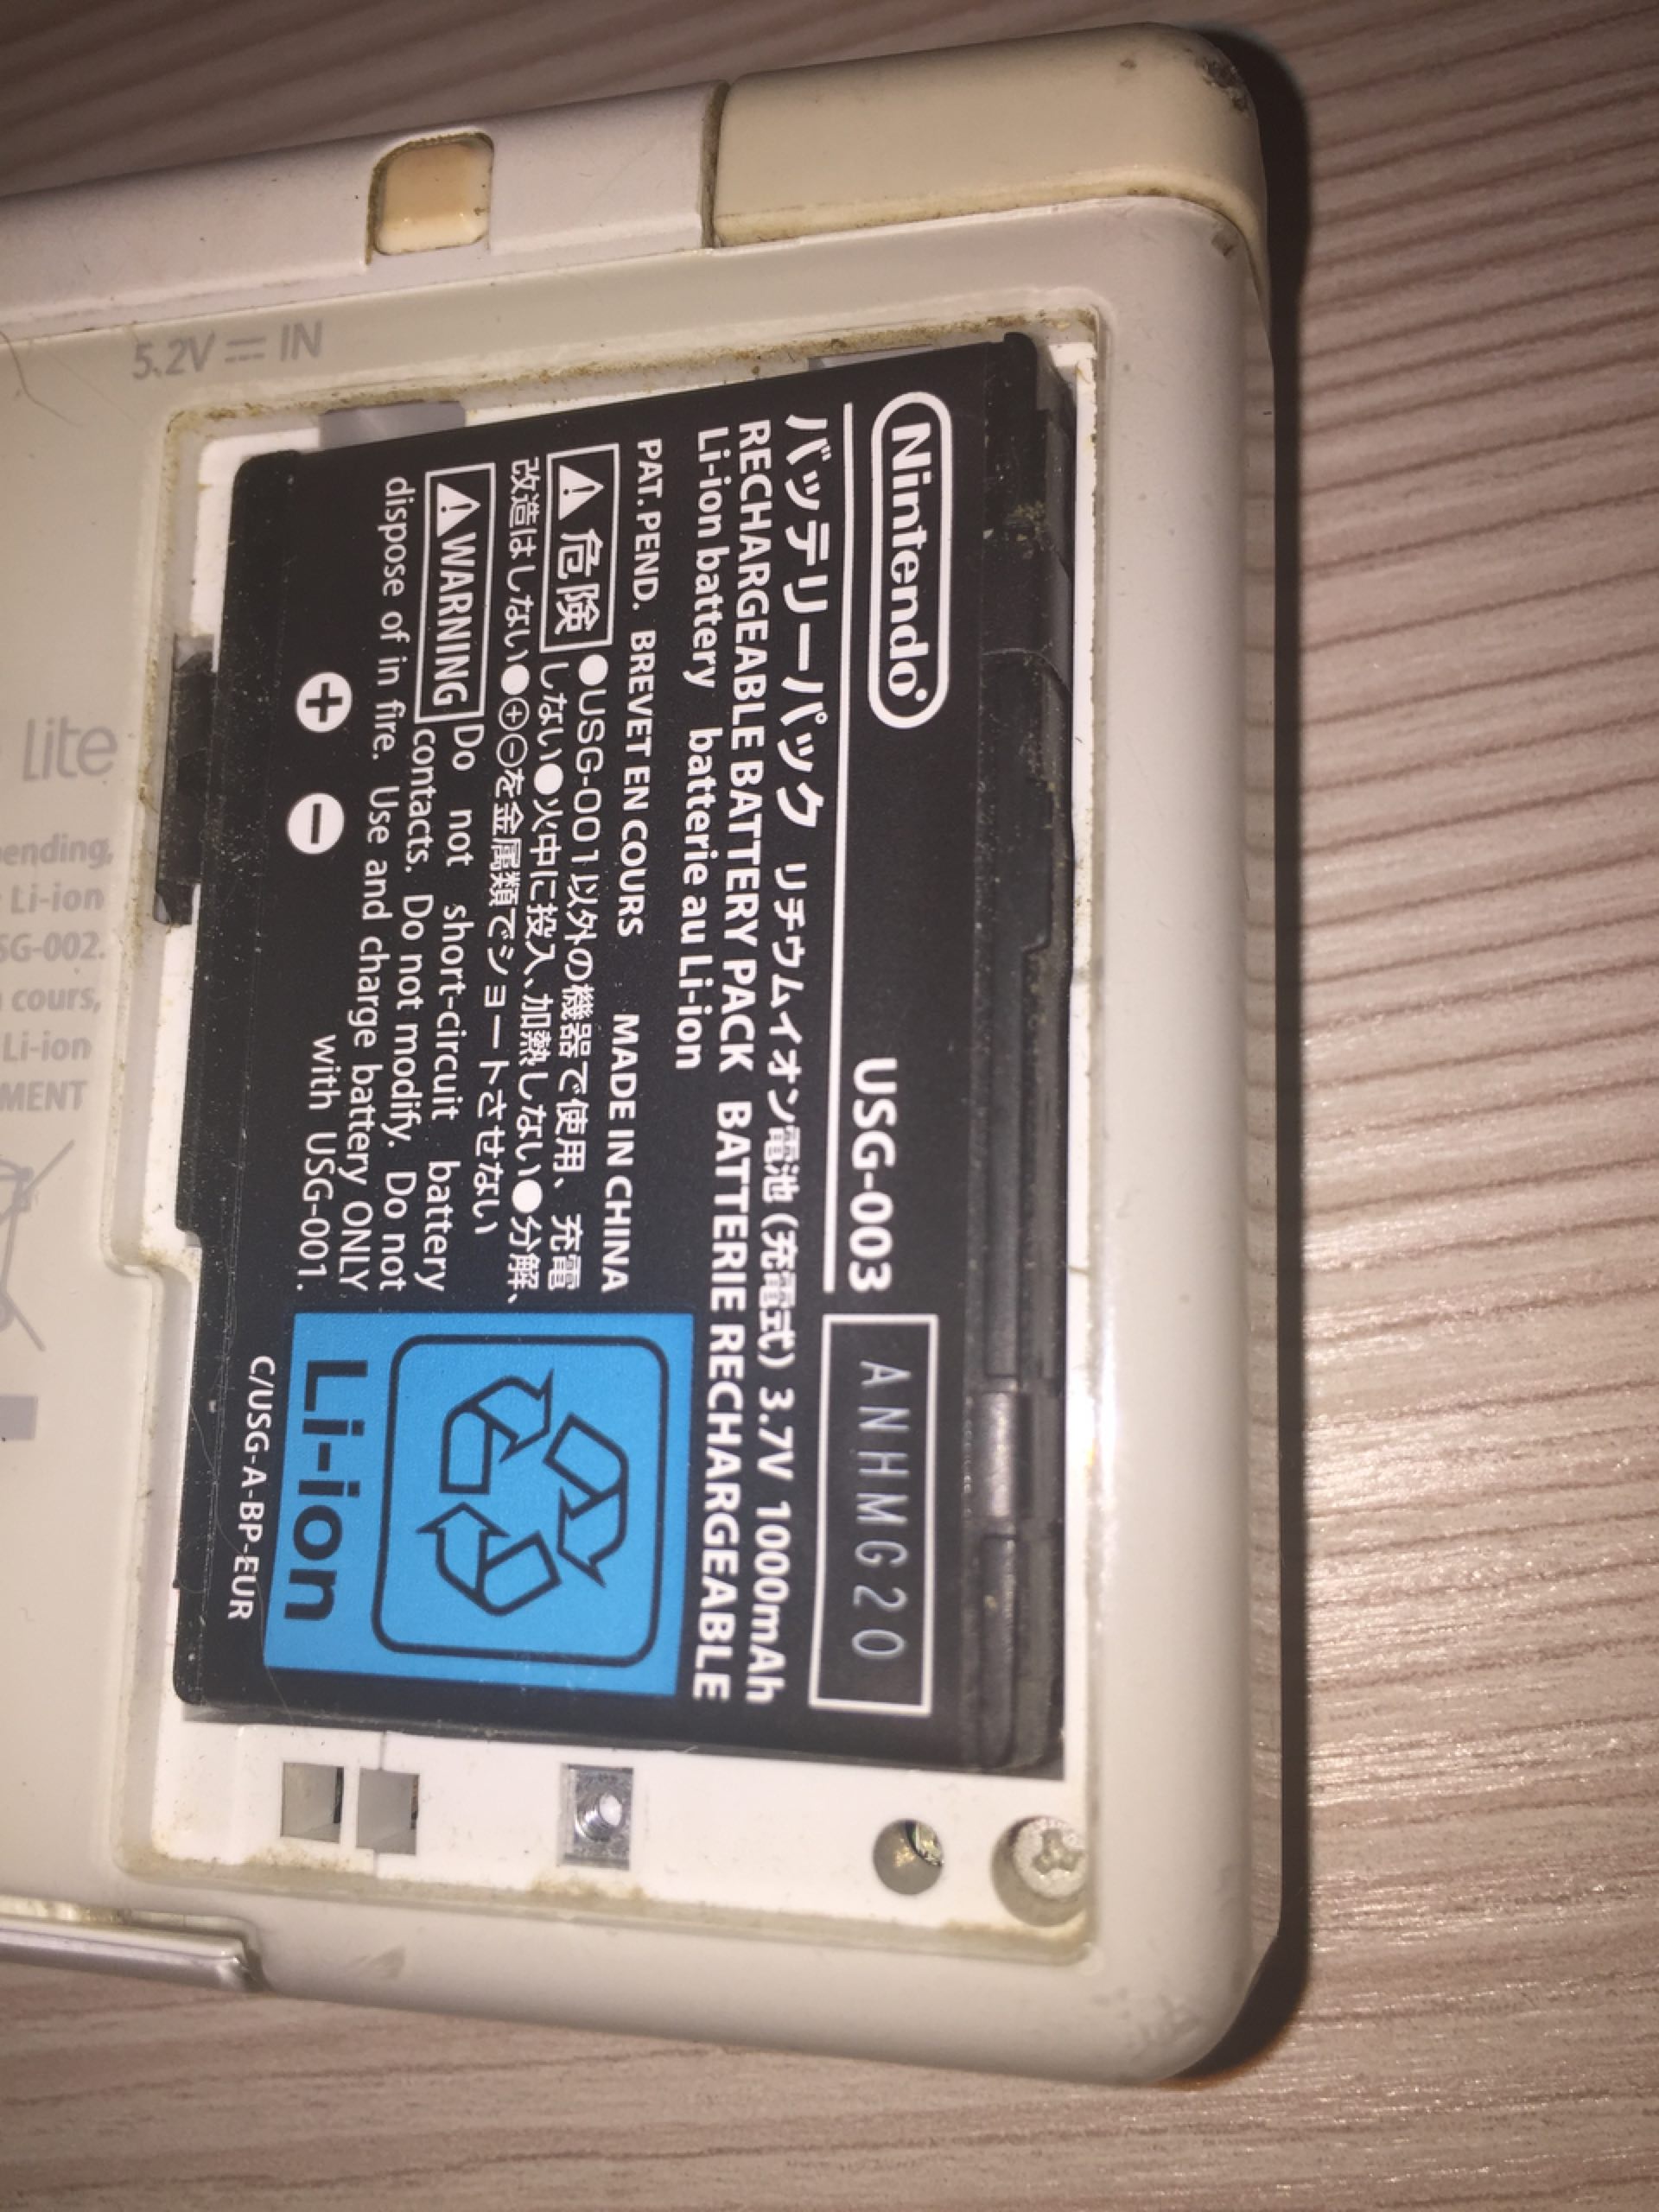 5.2V ⎓ IN
Nintendo
USG-003
ANHMG20
バッテリーパック リチウムイオン電池(充電式) 3.7V 1000mAh
RECHARGEABLE BATTERY PACK BATTERIE RECHARGEABLE
Li-ion battery batterie au Li-ion
PAT.PEND. BREVET EN COURS MADE IN CHINA
危険 ●USG-001以外の機器で使用、充電
しない●火中に投入、加熱しない●分解、
改造はしない●⊕⊖を金属類でショートさせない
WARNING Do not short-circuit battery
contacts. Do not modify. Do not
dispose of in fire. Use and charge battery ONLY
with USG-001.
+ −
Li-ion
C/USG-A-BP-EUR
Lite
ending,
Li-ion
SG-002.
cours,
Li-ion
MENT